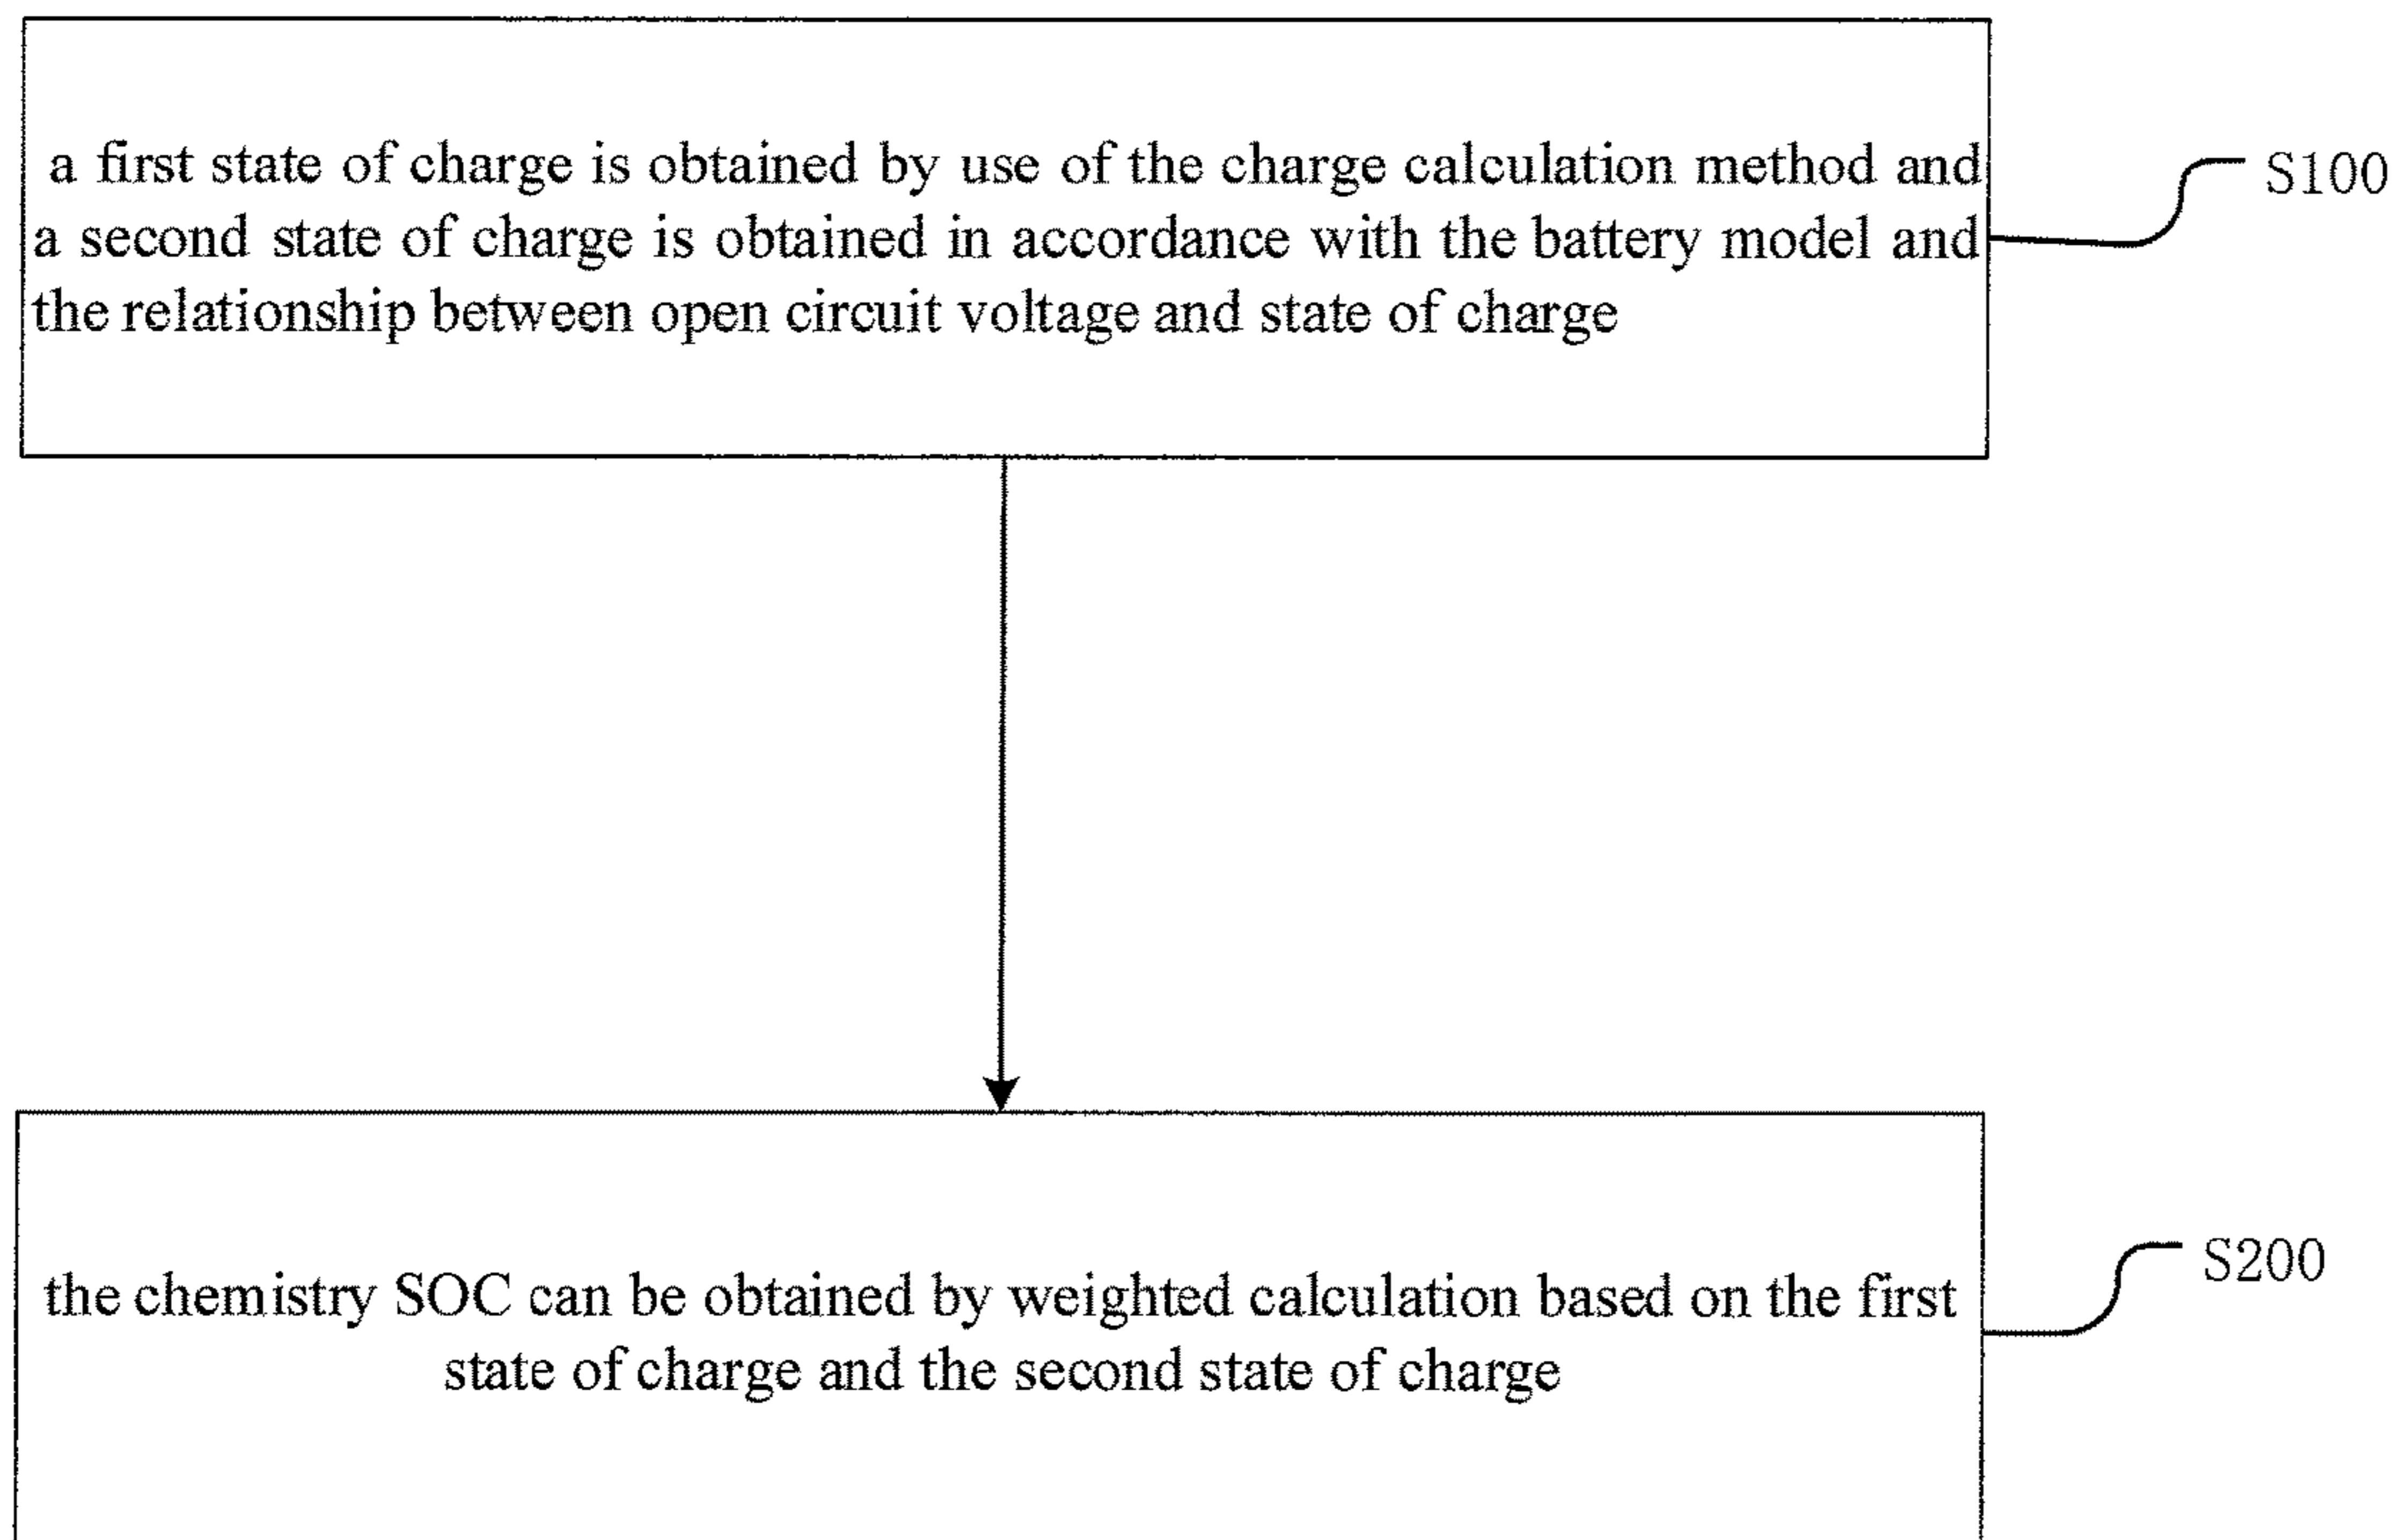 a first state of charge is obtained by use of the charge calculation method and
a second state of charge is obtained in accordance with the battery model and
the relationship between open circuit voltage and state of charge
S100
the chemistry SOC can be obtained by weighted calculation based on the first
state of charge and the second state of charge
S200